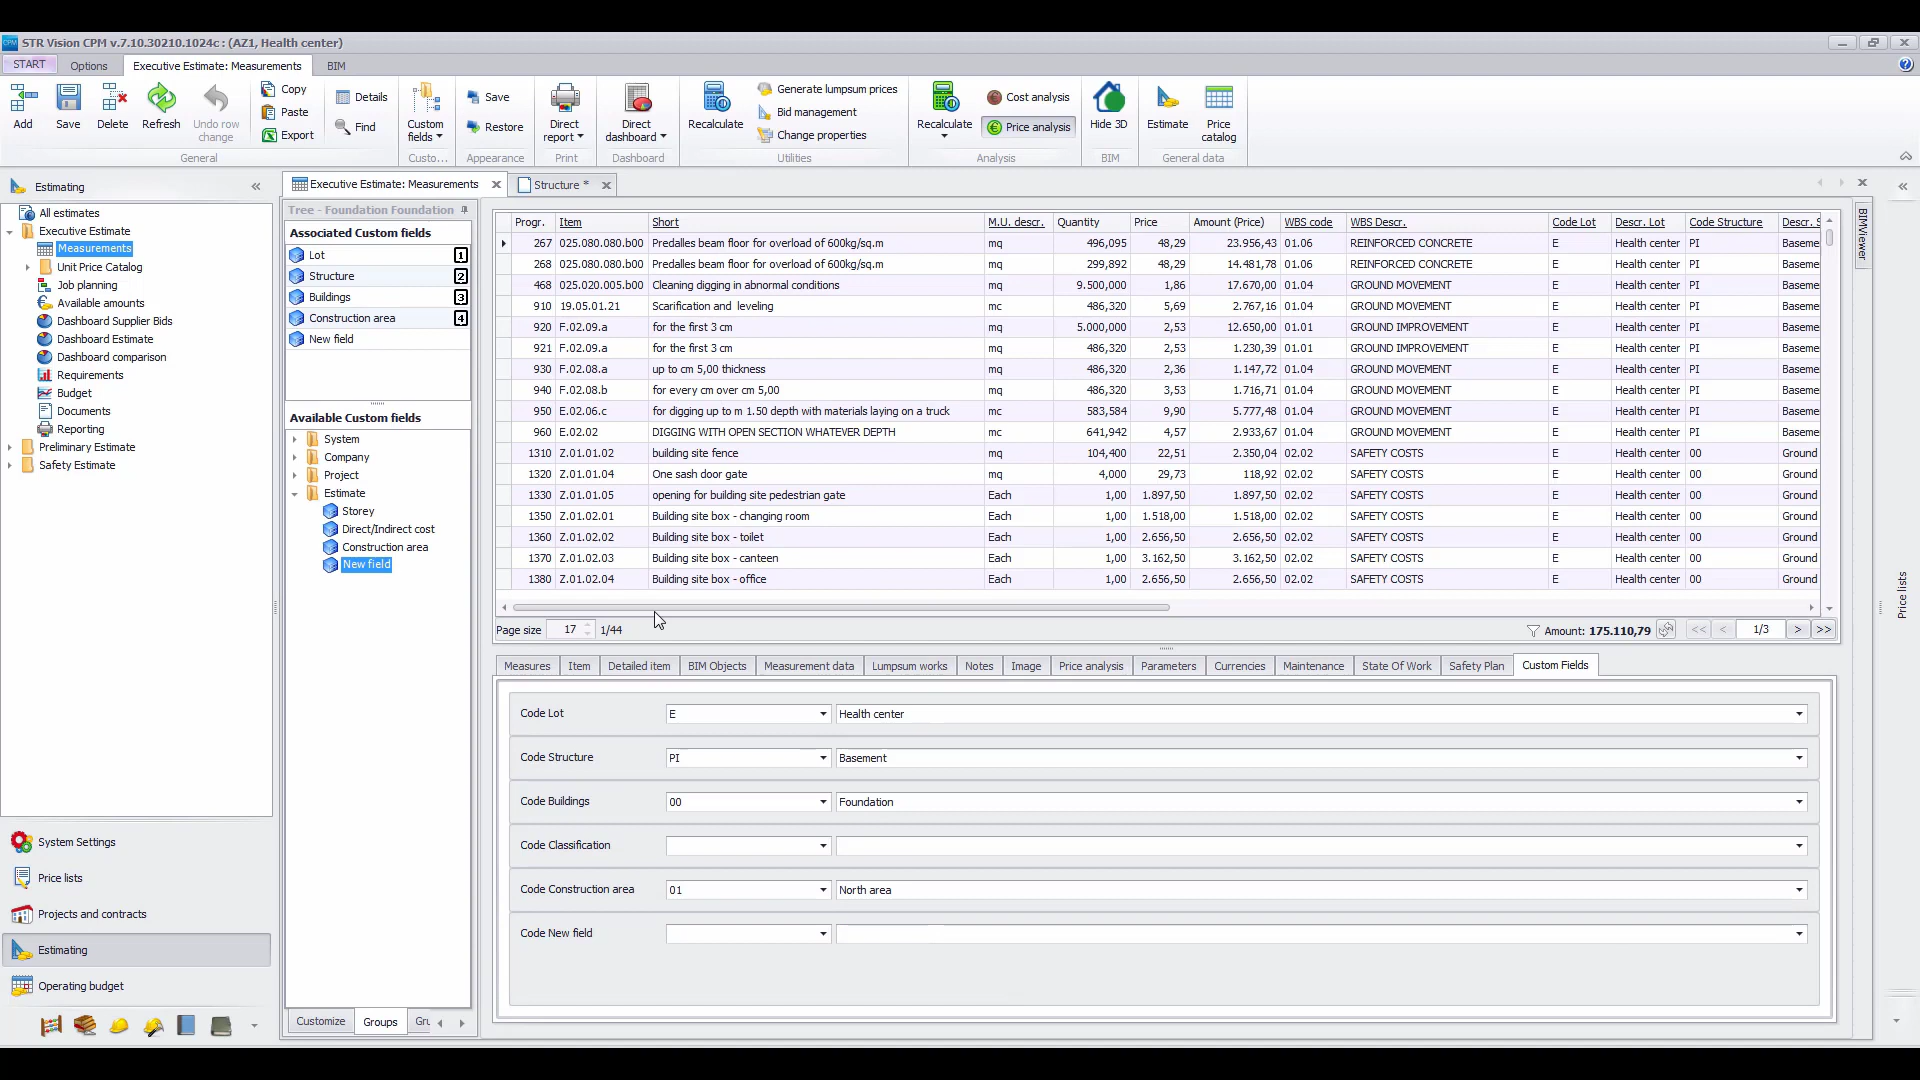 STR Vision CPM v.7.10.30210.1024c : (AZ1, Health center)
START Options Executive Estimate: Measurements BIM
Add Save Delete Refresh Undo row change Copy Paste Export Details Find
Custom fields Save Restore Direct report Direct dashboard Recalculate
Generate lumpsum prices
Bid management
Change properties
Recalculate Cost analysis Price analysis Hide 3D Estimate Price catalog
General Custo... Appearance Print Dashboard Utilities Analysis BIM General data
Estimating
All estimates
Executive Estimate
Measurements
Unit Price Catalog
Job planning
Available amounts
Dashboard Supplier Bids
Dashboard Estimate
Dashboard comparison
Requirements
Budget
Documents
Reporting
Preliminary Estimate
Safety Estimate
System Settings
Price lists
Projects and contracts
Estimating
Operating budget
Executive Estimate: Measurements Structure *
Tree - Foundation Foundation
Associated Custom fields
Lot 1
Structure 2
Buildings 3
Construction area 4
New field
Available Custom fields
System
Company
Project
Estimate
Storey
Direct/Indirect cost
Construction area
New field
Customize Groups Gru
Progr. Item Short M.U. descr. Quantity Price Amount (Price) WBS code WBS Descr. Code Lot Descr. Lot Code Structure Descr. S
267 025.080.080.b00 Predalles beam floor for overload of 600kg/sq.m mq 496,095 48,29 23.956,43 01.06 REINFORCED CONCRETE E Health center PI Baseme
268 025.080.080.b00 Predalles beam floor for overload of 600kg/sq.m mq 299,892 48,29 14.481,78 01.06 REINFORCED CONCRETE E Health center PI Baseme
468 025.020.005.b00 Cleaning digging in abnormal conditions mq 9.500,000 1,86 17.670,00 01.04 GROUND MOVEMENT E Health center PI Baseme
910 19.05.01.21 Scarification and leveling mc 486,320 5,69 2.767,16 01.04 GROUND MOVEMENT E Health center PI Baseme
920 F.02.09.a for the first 3 cm mq 5.000,000 2,53 12.650,00 01.01 GROUND IMPROVEMENT E Health center PI Baseme
921 F.02.09.a for the first 3 cm mq 486,320 2,53 1.230,39 01.01 GROUND IMPROVEMENT E Health center PI Baseme
930 F.02.08.a up to cm 5,00 thickness mq 486,320 2,36 1.147,72 01.04 GROUND MOVEMENT E Health center PI Baseme
940 F.02.08.b for every cm over cm 5,00 mq 486,320 3,53 1.716,71 01.04 GROUND MOVEMENT E Health center PI Baseme
950 E.02.06.c for digging up to m 1.50 depth with materials laying on a truck mc 583,584 9,90 5.777,48 01.04 GROUND MOVEMENT E Health center PI Baseme
960 E.02.02 DIGGING WITH OPEN SECTION WHATEVER DEPTH mc 641,942 4,57 2.933,67 01.04 GROUND MOVEMENT E Health center PI Baseme
1310 Z.01.01.02 building site fence mq 104,400 22,51 2.350,04 02.02 SAFETY COSTS E Health center 00 Ground
1320 Z.01.01.04 One sash door gate mq 4,000 29,73 118,92 02.02 SAFETY COSTS E Health center 00 Ground
1330 Z.01.01.05 opening for building site pedestrian gate Each 1,00 1.897,50 1.897,50 02.02 SAFETY COSTS E Health center 00 Ground
1350 Z.01.02.01 Building site box - changing room Each 1,00 1.518,00 1.518,00 02.02 SAFETY COSTS E Health center 00 Ground
1360 Z.01.02.02 Building site box - toilet Each 1,00 2.656,50 2.656,50 02.02 SAFETY COSTS E Health center 00 Ground
1370 Z.01.02.03 Building site box - canteen Each 1,00 3.162,50 3.162,50 02.02 SAFETY COSTS E Health center 00 Ground
1380 Z.01.02.04 Building site box - office Each 1,00 2.656,50 2.656,50 02.02 SAFETY COSTS E Health center 00 Ground
Page size 17 1/44 Amount: 175.110,79 << < 1/3 > >>
Measures Item Detailed item BIM Objects Measurement data Lumpsum works Notes Image Price analysis Parameters Currencies Maintenance State Of Work Safety Plan Custom Fields
Code Lot E Health center
Code Structure PI Basement
Code Buildings 00 Foundation
Code Classification
Code Construction area 01 North area
Code New field
BIMViewer
Price lists